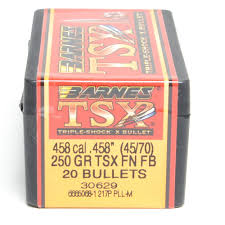 BARNES
TSX
TRIPLE-SHOCK X BULLET
458 cal .458" (45/70)
250 GR TSX FN FB
20 BULLETS
30629